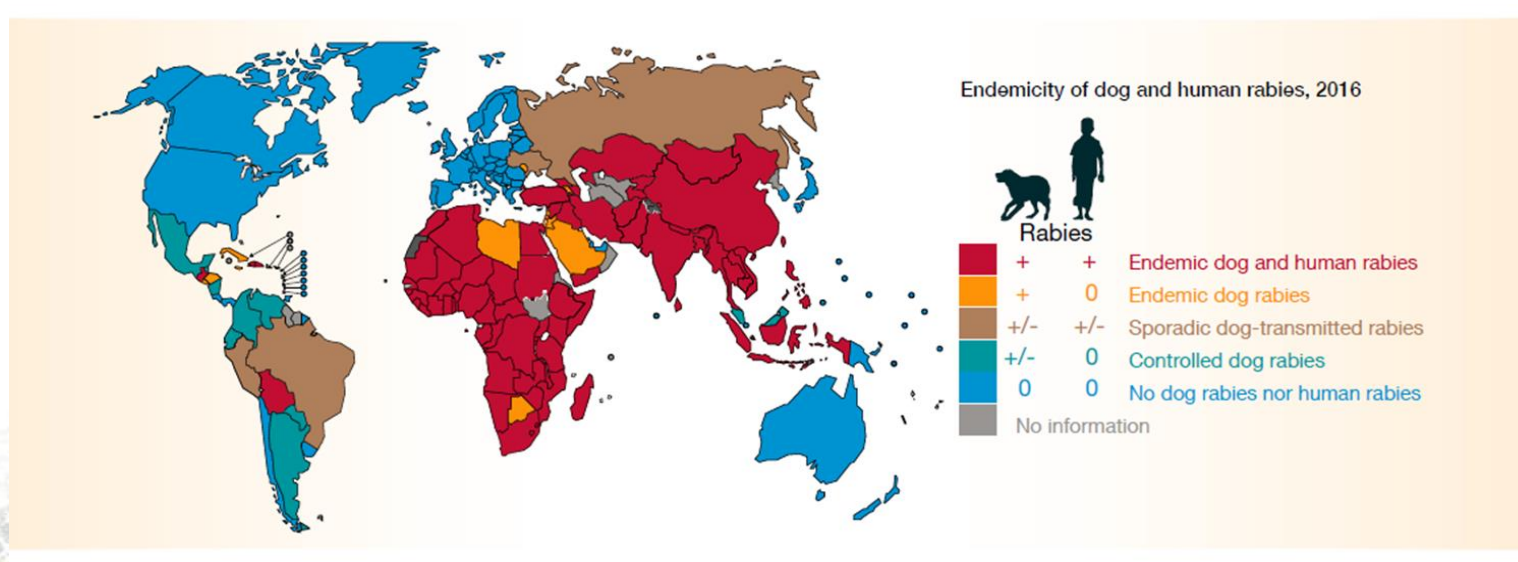 Endemicity of dog and human rabies, 2016
Rabies
+ + Endemic dog and human rabies
+ 0 Endemic dog rabies
+/- +/- Sporadic dog-transmitted rabies
+/- 0 Controlled dog rabies
0 0 No dog rabies nor human rabies
No information